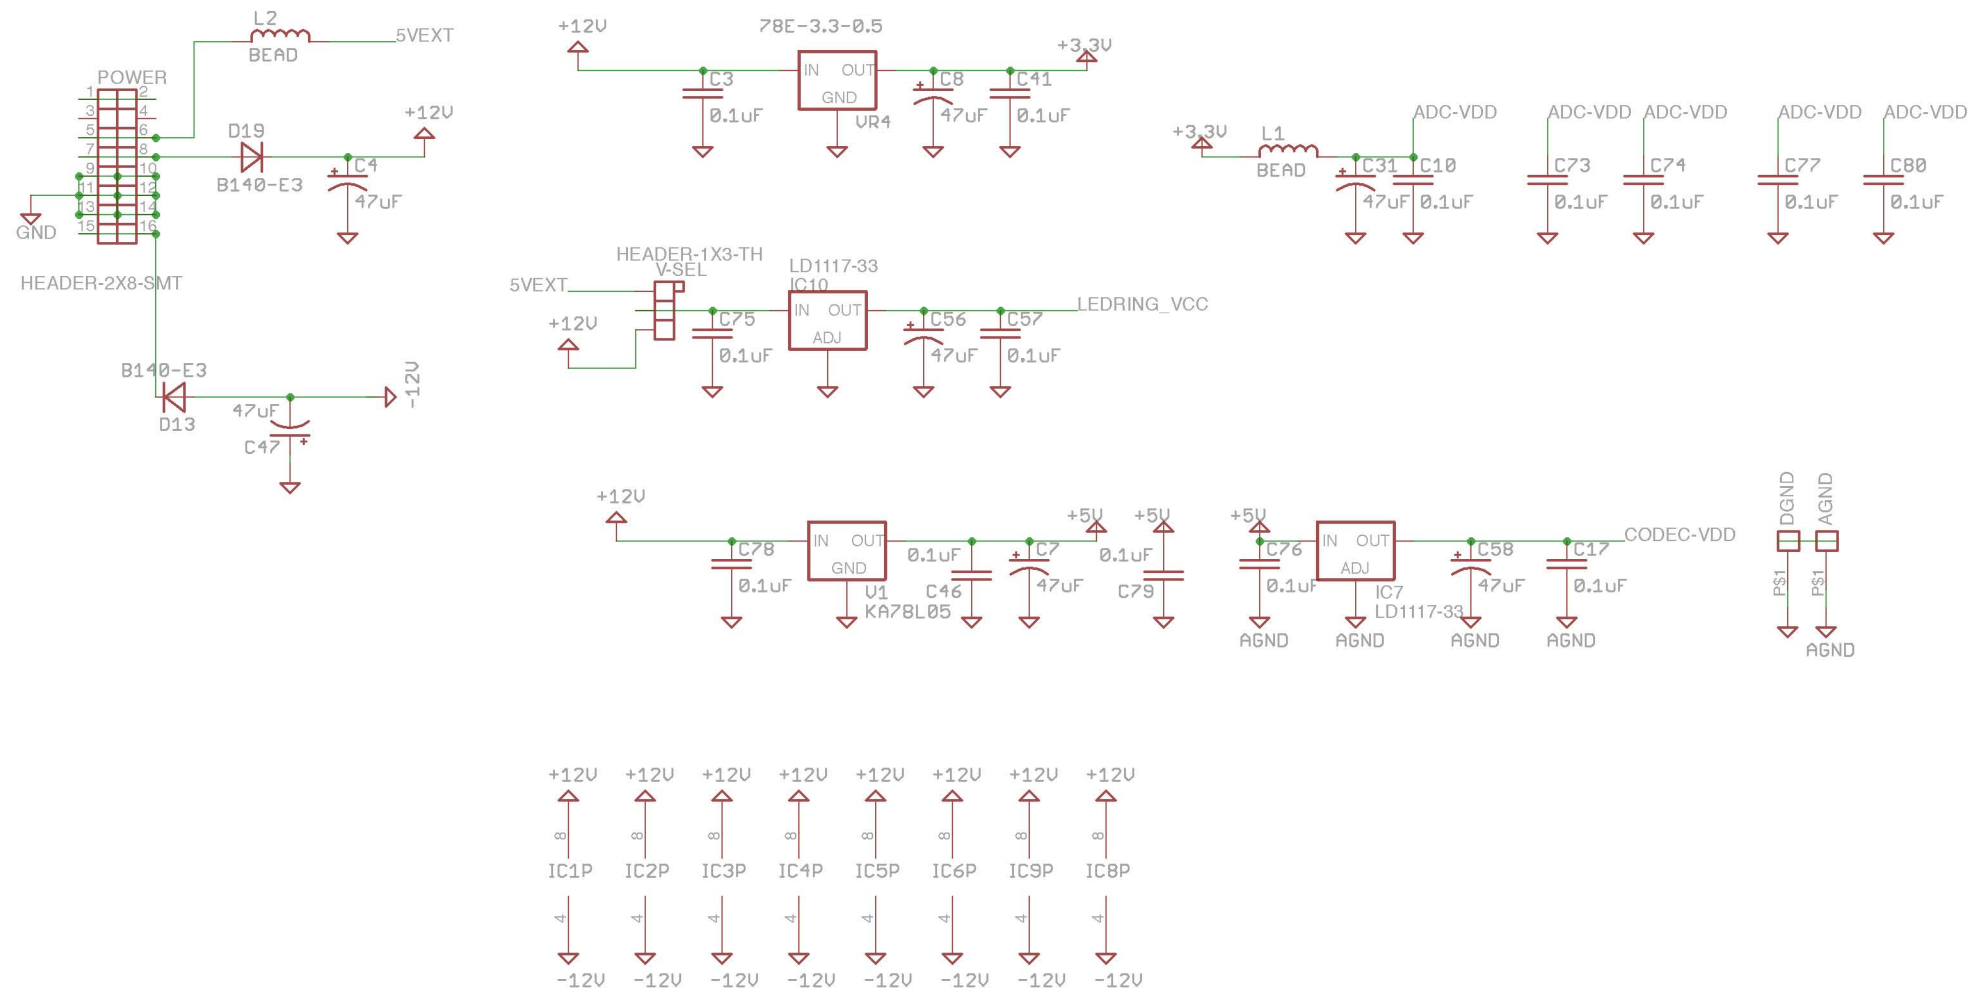 L2
BEAD
5VEXT
POWER
1 2
3 4
5 6
7 8
9 10
11 12
13 14
15 16
GND
HEADER-2X8-SMT
D19
B140-E3
+12V
C4
47uF
B140-E3
D13
47uF
C47
-12V
+12V
78E-3.3-0.5
+3.3V
C3
0.1uF
IN OUT
GND
VR4
C8
47uF
C41
0.1uF
+3.3V
L1
BEAD
C31
47uF
ADC-VDD
C10
0.1uF
ADC-VDD
C73
0.1uF
ADC-VDD
C74
0.1uF
ADC-VDD
C77
0.1uF
ADC-VDD
C80
0.1uF
HEADER-1X3-TH
V-SEL
5VEXT
+12V
C75
0.1uF
LD1117-33
IC10
IN OUT
ADJ
C56
47uF
C57
0.1uF
LEDRING_VCC
+12V
C78
0.1uF
IN OUT
GND
V1
KA78L05
0.1uF
C46
C7
47uF
+5V
+5V
0.1uF
C79
+5V
C76
0.1uF
AGND
IN OUT
ADJ
IC7
LD1117-33
AGND
C58
47uF
AGND
C17
0.1uF
AGND
CODEC-VDD
DGND
P$1
AGND
P$1
AGND
+12V +12V +12V +12V +12V +12V +12V +12V
8 8 8 8 8 8 8 8
IC1P IC2P IC3P IC4P IC5P IC6P IC9P IC8P
4 4 4 4 4 4 4 4
-12V -12V -12V -12V -12V -12V -12V -12V